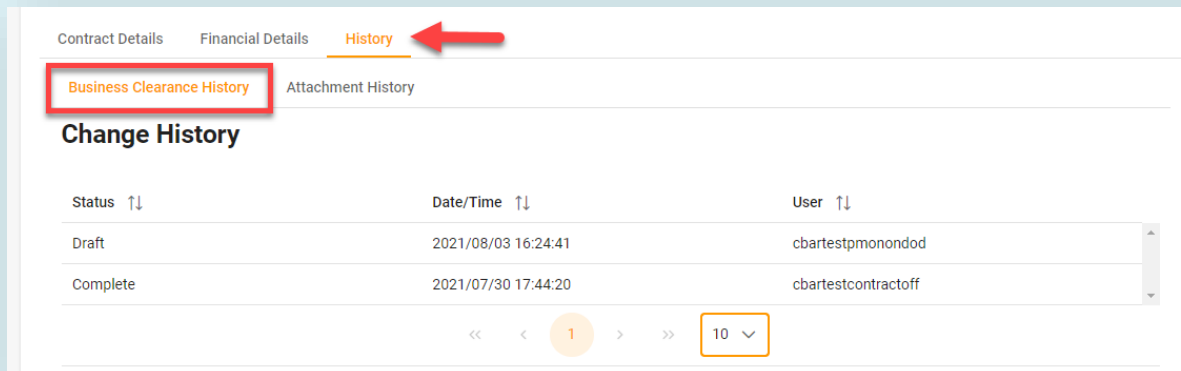 Contract Details Financial Details History
Business Clearance History Attachment History
Change History
Status Date/Time User
Draft 2021/08/03 16:24:41 cbartestpmonondod
Complete 2021/07/30 17:44:20 cbartestcontractoff
<< < 1 > >> 10